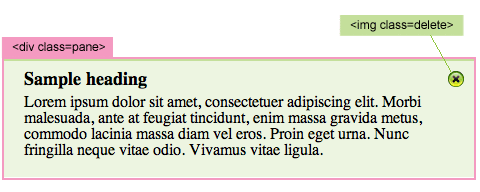 <img class=delete>
<div class=pane>
Sample heading
Lorem ipsum dolor sit amet, consectetuer adipiscing elit. Morbi
malesuada, ante at feugiat tincidunt, enim massa gravida metus,
commodo lacinia massa diam vel eros. Proin eget urna. Nunc
fringilla neque vitae odio. Vivamus vitae ligula.